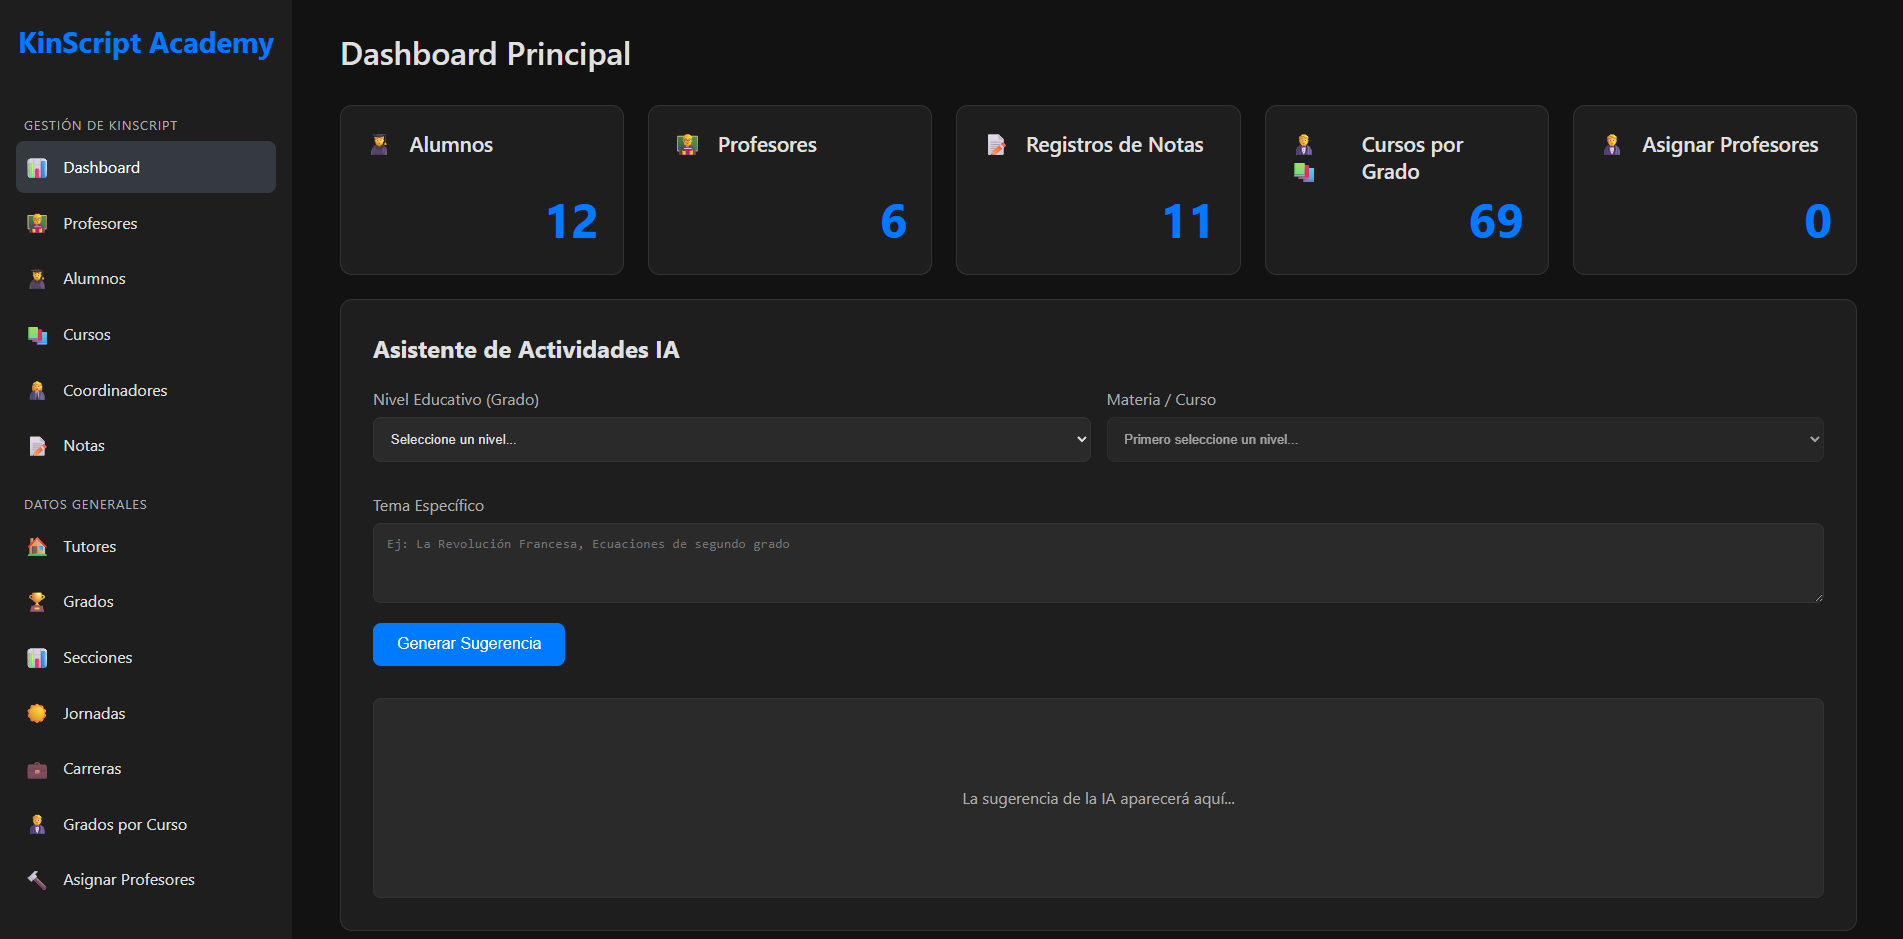 KinScript Academy
GESTIÓN DE KINSCRIPT
Dashboard
Profesores
Alumnos
Cursos
Coordinadores
Notas
DATOS GENERALES
Tutores
Grados
Secciones
Jornadas
Carreras
Grados por Curso
Asignar Profesores
Dashboard Principal
Alumnos
12
Profesores
6
Registros de Notas
11
Cursos por
Grado
69
Asignar Profesores
0
Asistente de Actividades IA
Nivel Educativo (Grado)
Seleccione un nivel...
Materia / Curso
Primero seleccione un nivel...
Tema Específico
Ej: La Revolución Francesa, Ecuaciones de segundo grado
Generar Sugerencia
La sugerencia de la IA aparecerá aquí...